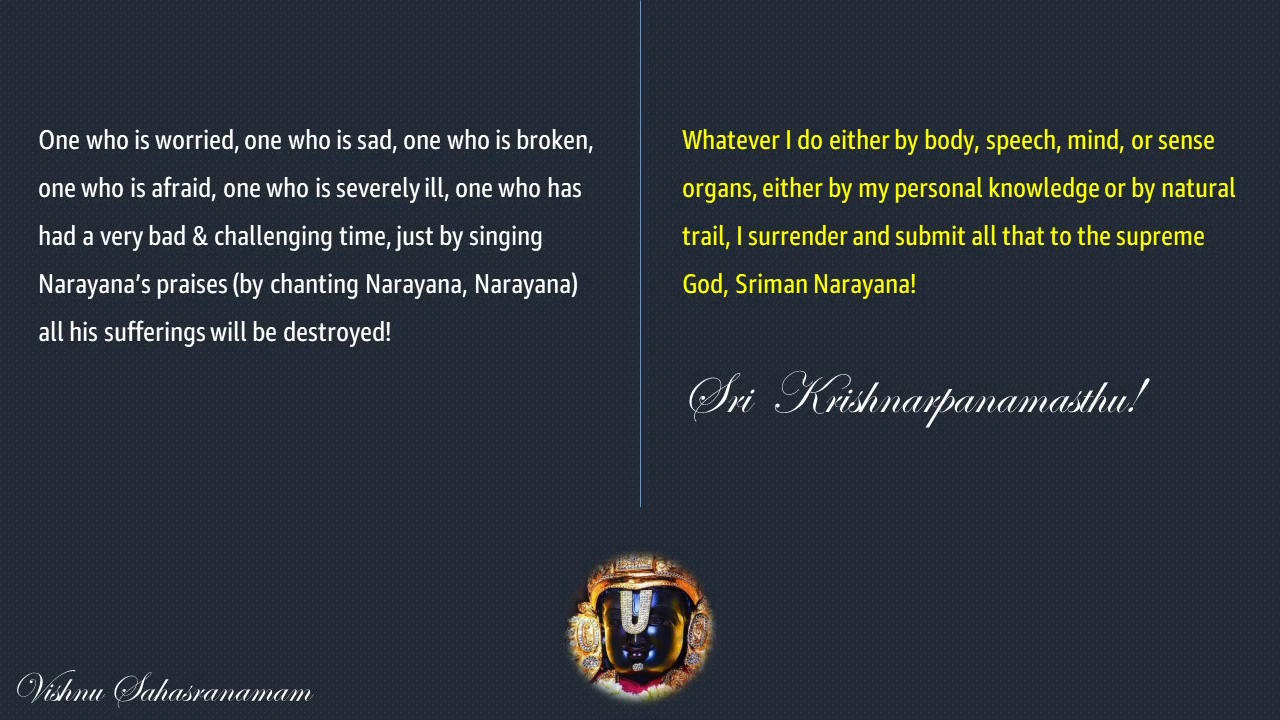 One who is worried, one who is sad, one who is broken,
one who is afraid, one who is severely ill, one who has
had a very bad & challenging time, just by singing
Narayana’s praises (by chanting Narayana, Narayana)
all his sufferings will be destroyed!
Whatever I do either by body, speech, mind, or sense
organs, either by my personal knowledge or by natural
trail, I surrender and submit all that to the supreme
God, Sriman Narayana!
Sri Krishnarpanamasthu!
Vishnu Sahasranamam